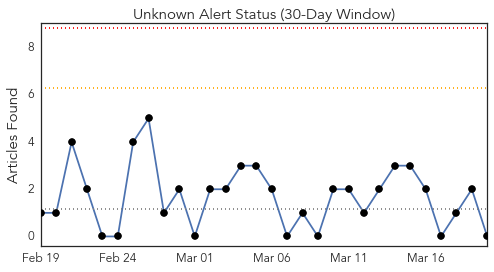 Unknown Alert Status (30-Day Window)
Articles Found
8
6
4
2
0
Feb 19 Feb 24 Mar 01 Mar 06 Mar 11 Mar 16